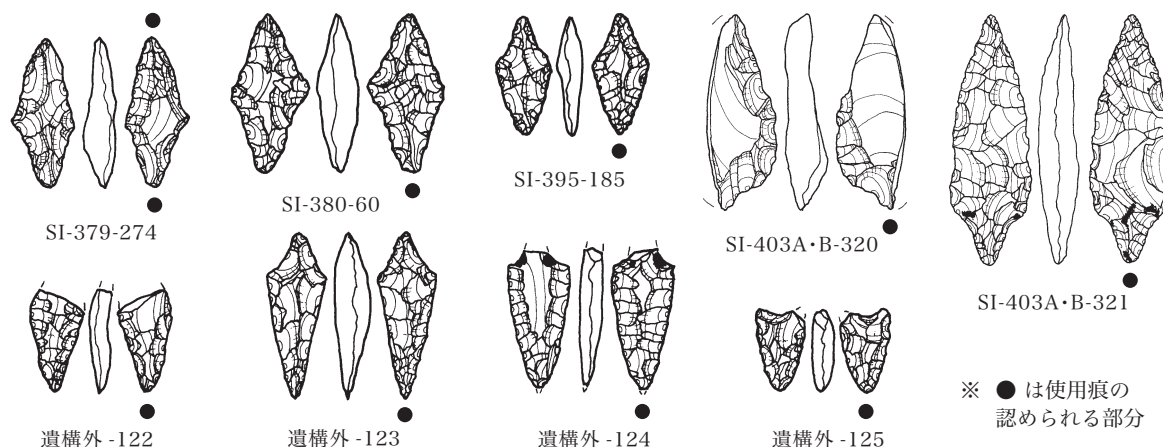 SI-379-274
SI-380-60
SI-395-185
SI-403A・B-320
SI-403A・B-321
遺構外 -122
遺構外 -123
遺構外 -124
遺構外 -125
※ ● は使用痕の
認められる部分